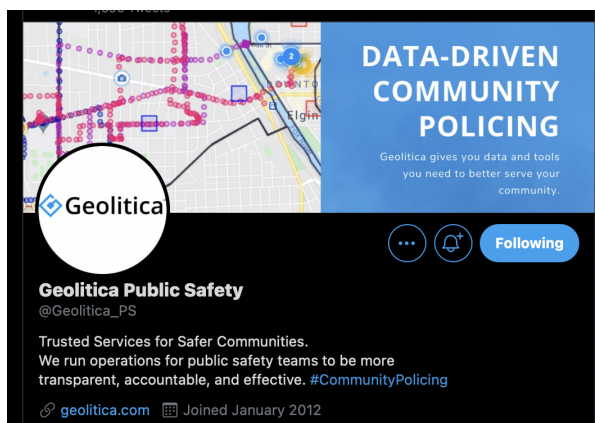 DATA-DRIVEN
COMMUNITY
POLICING
Geolitica gives you data and tools
you need to better serve your
community.
2
Elgin
Geolitica
Following
Geolitica Public Safety
@Geolitica_PS
Trusted Services for Safer Communities.
We run operations for public safety teams to be more
transparent, accountable, and effective. #CommunityPolicing
geolitica.com Joined January 2012